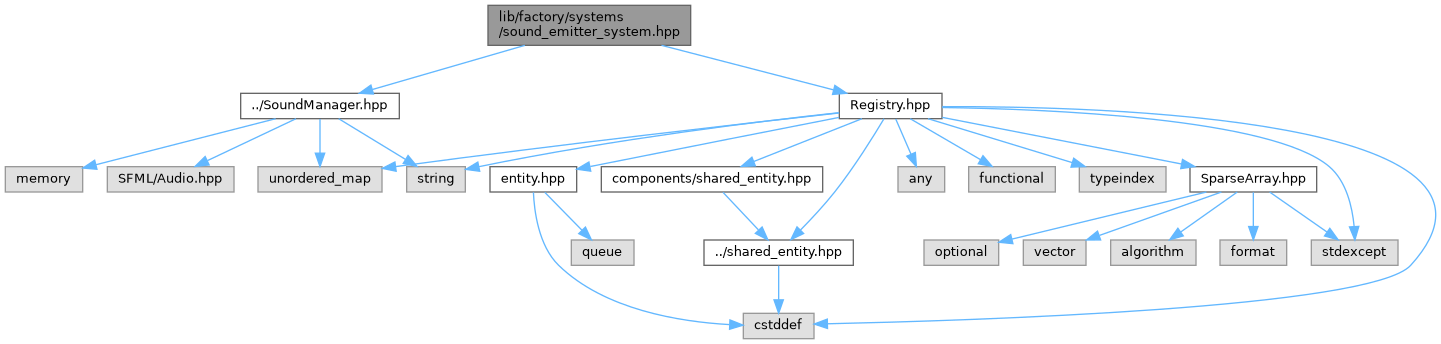 lib/factory/systems
/sound_emitter_system.hpp
../SoundManager.hpp
Registry.hpp
memory
SFML/Audio.hpp
unordered_map
string
entity.hpp
components/shared_entity.hpp
any
functional
typeindex
SparseArray.hpp
queue
../shared_entity.hpp
optional
vector
algorithm
format
stdexcept
cstddef